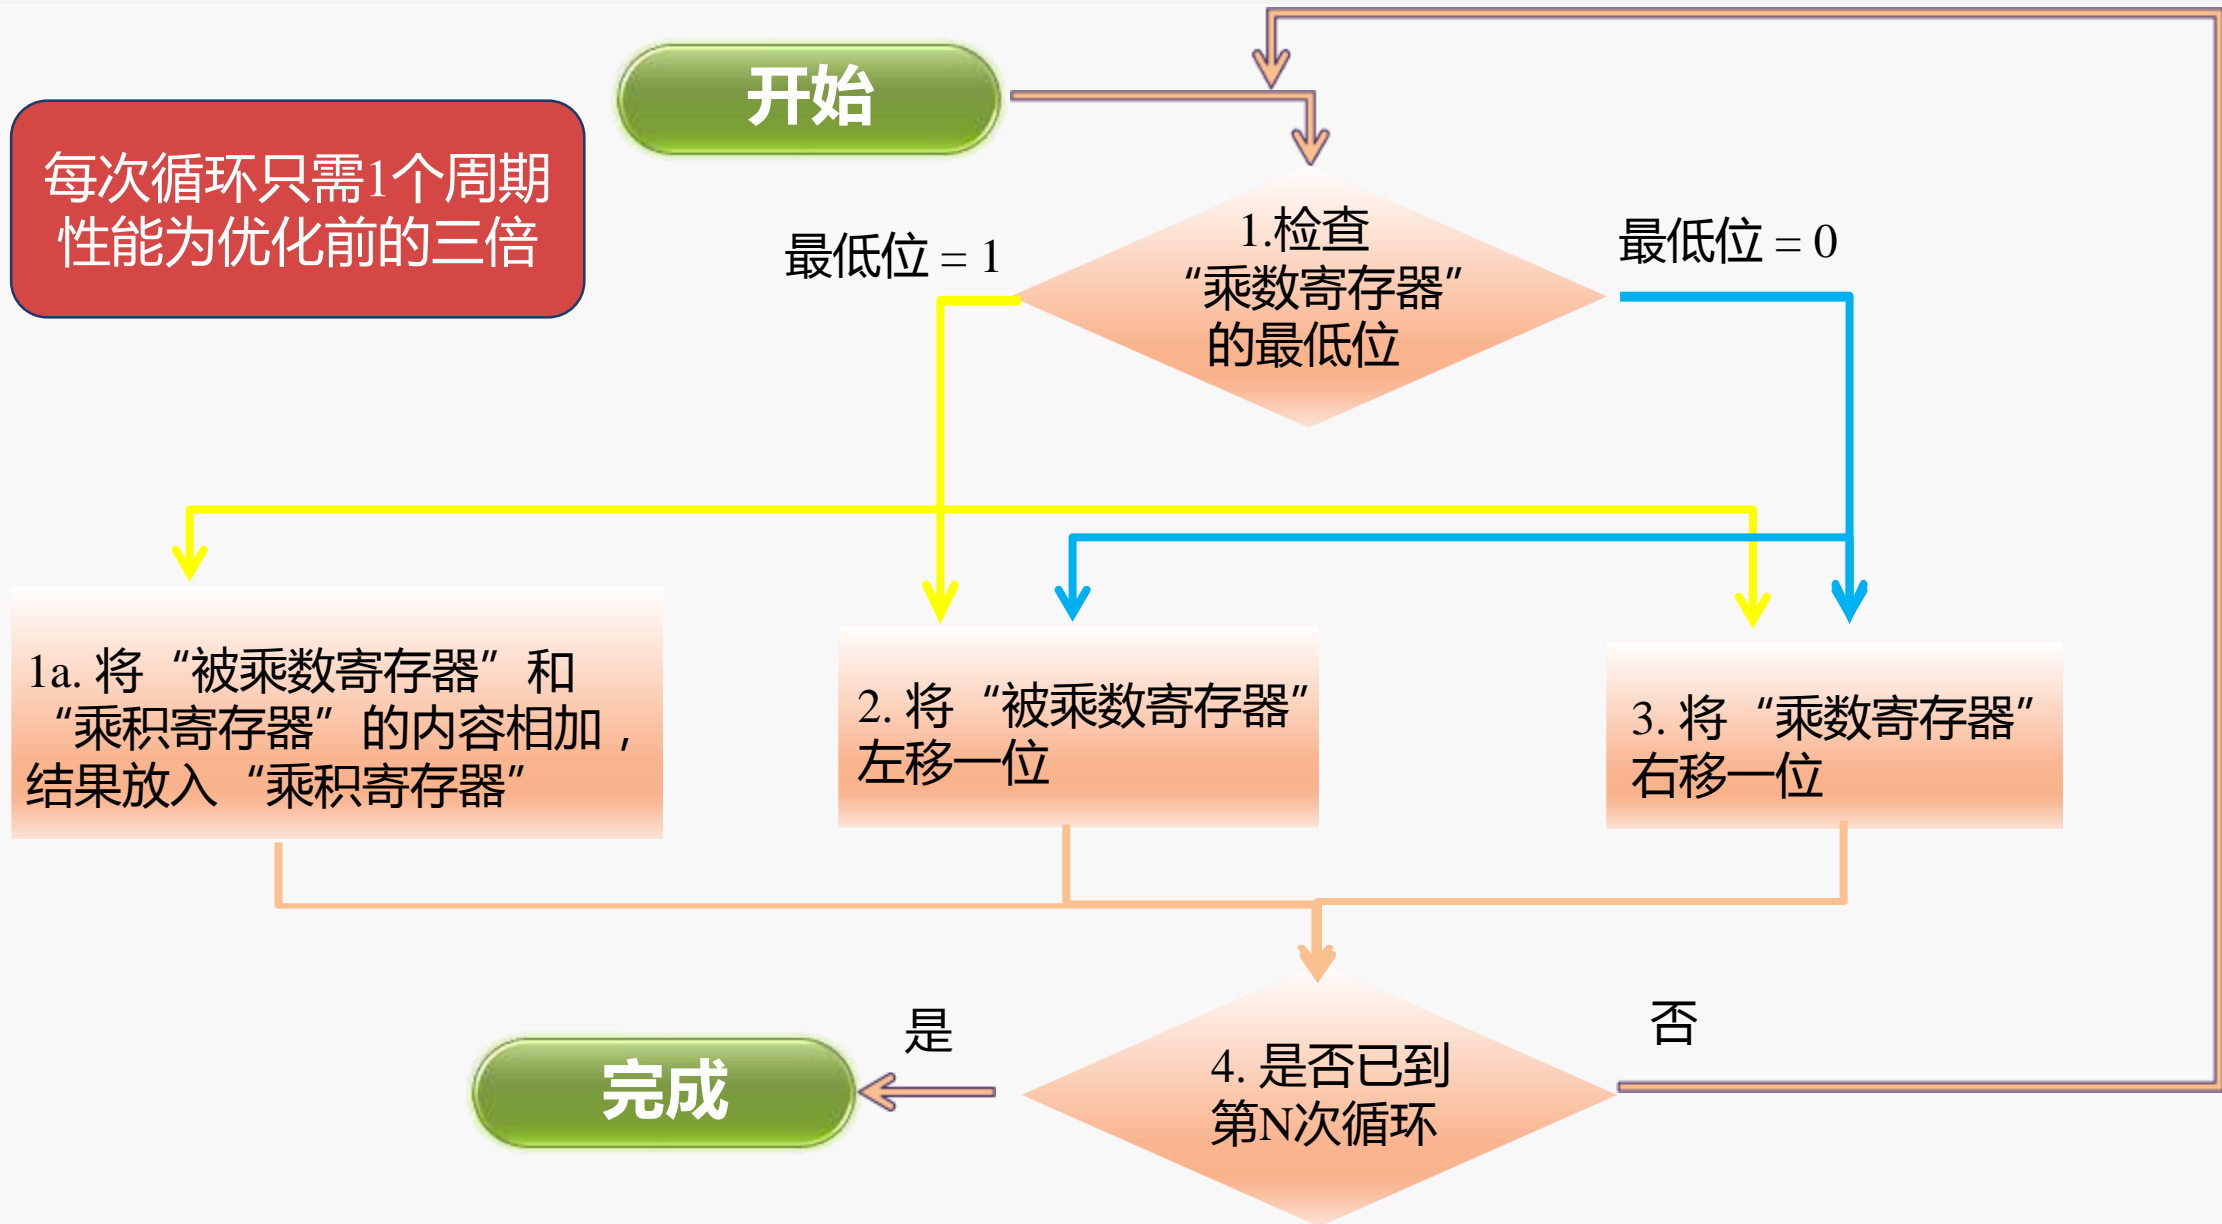 开始
每次循环只需1个周期
性能为优化前的三倍
1.检查
“乘数寄存器”
的最低位
最低位 = 1
最低位 = 0
1a. 将“被乘数寄存器”和
“乘积寄存器”的内容相加，
结果放入“乘积寄存器”
2. 将“被乘数寄存器”
左移一位
3. 将“乘数寄存器”
右移一位
4. 是否已到
第N次循环
是
否
完成